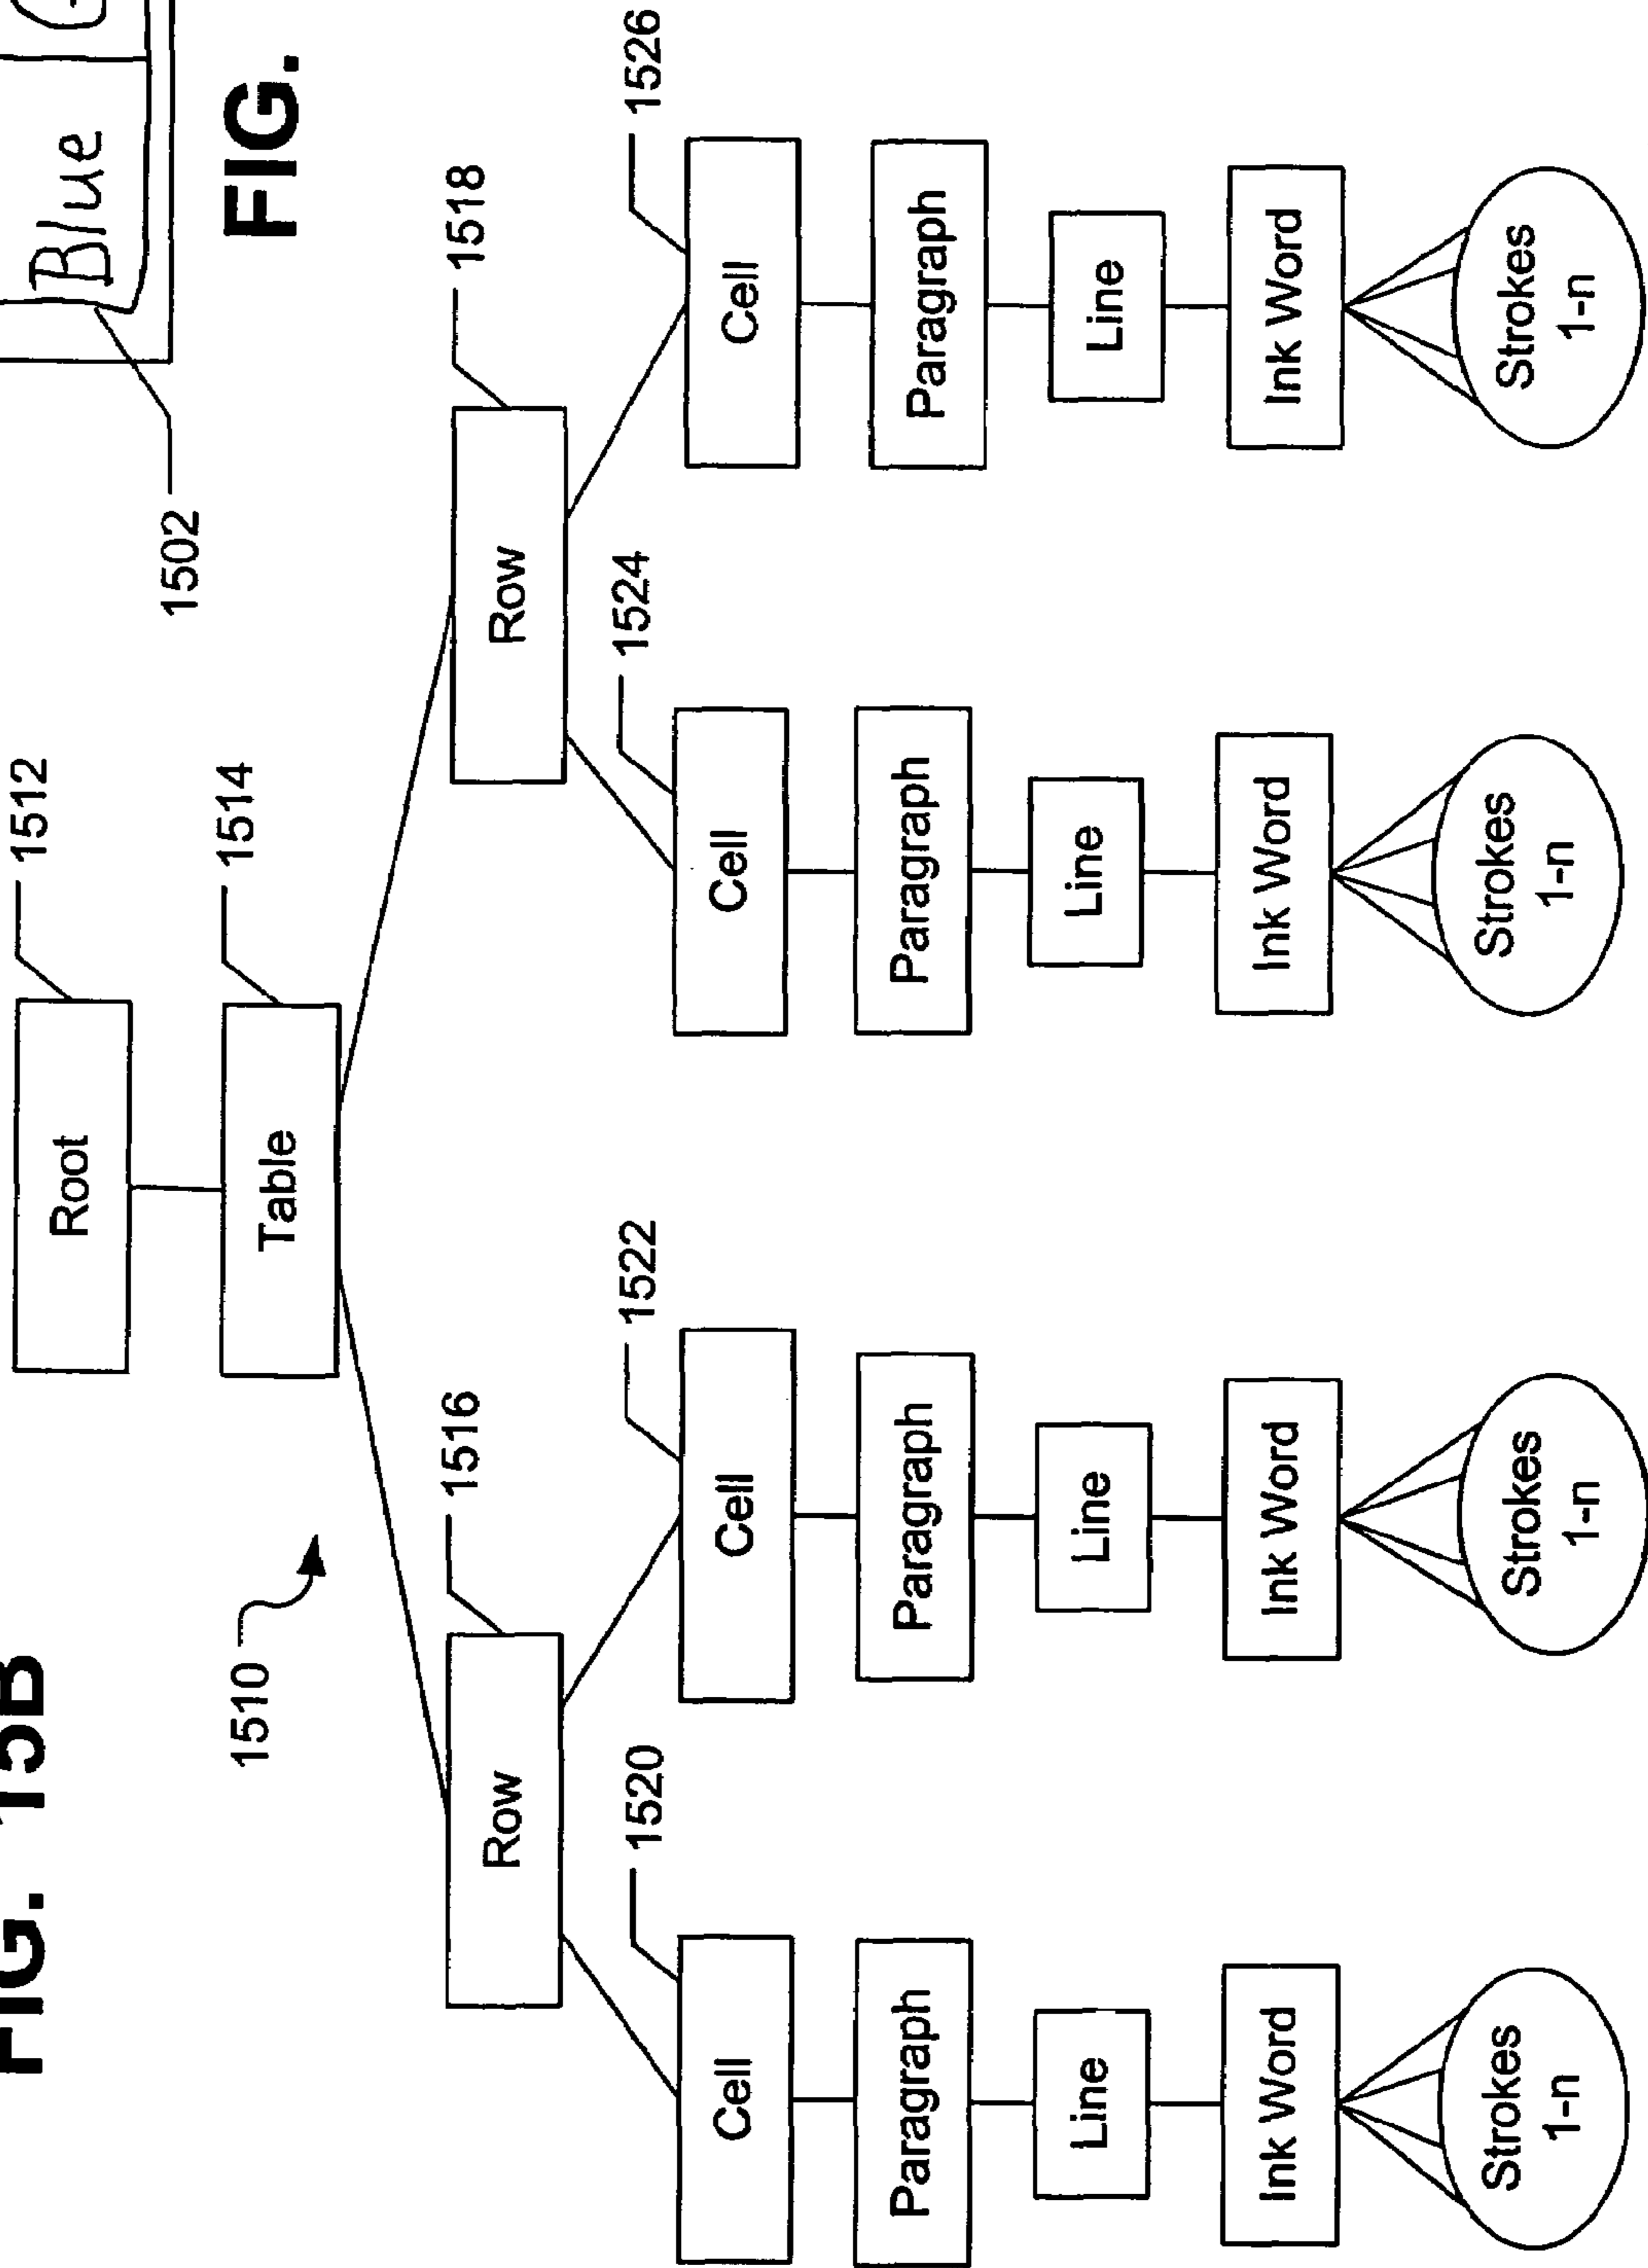 FIG. 15B
1512
Root
Blue
1502
FIG.
1510
Table
1514
1516
1518
Row
Row
1520
1522
1524
1526
Cell
Cell
Cell
Cell
Paragraph
Paragraph
Paragraph
Paragraph
Line
Line
Line
Line
Ink Word
Ink Word
Ink Word
Ink Word
Strokes
1-n
Strokes
1-n
Strokes
1-n
Strokes
1-n